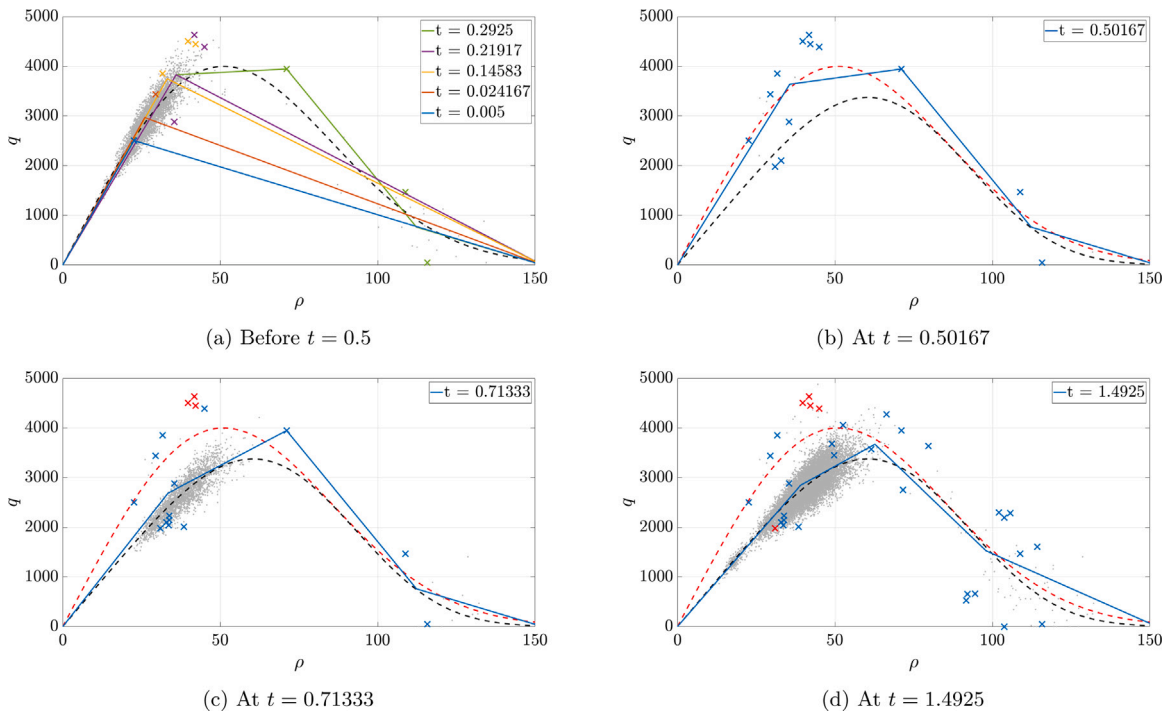 5000
4000
3000
2000
1000
0
q
0
50
100
150
ρ
t = 0.2925
t = 0.21917
t = 0.14583
t = 0.024167
t = 0.005
(a) Before t = 0.5
5000
4000
3000
2000
1000
0
q
0
50
100
150
ρ
t = 0.50167
(b) At t = 0.50167
5000
4000
3000
2000
1000
0
q
0
50
100
150
ρ
t = 0.71333
(c) At t = 0.71333
5000
4000
3000
2000
1000
0
q
0
50
100
150
ρ
t = 1.4925
(d) At t = 1.4925